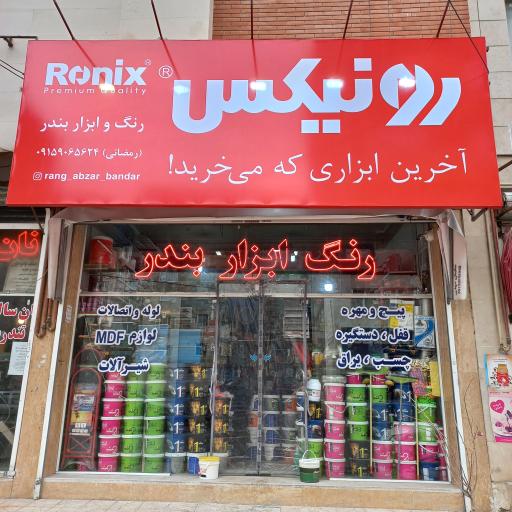 Ronix®
Premium Quality
رونیکس®
رنگ و ابزار بندر
(رمضانی) ۰۹۱۵۹۰۶۵۶۲۴
rang_abzar_bandar
آخرین ابزاری که می‌خرید!
رنگ ابزار بندر
لوله و اتصالات
لوازم MDF
شیرآلات
پیچ و مهره
قفل ، دستگیره
چسب ، یراق